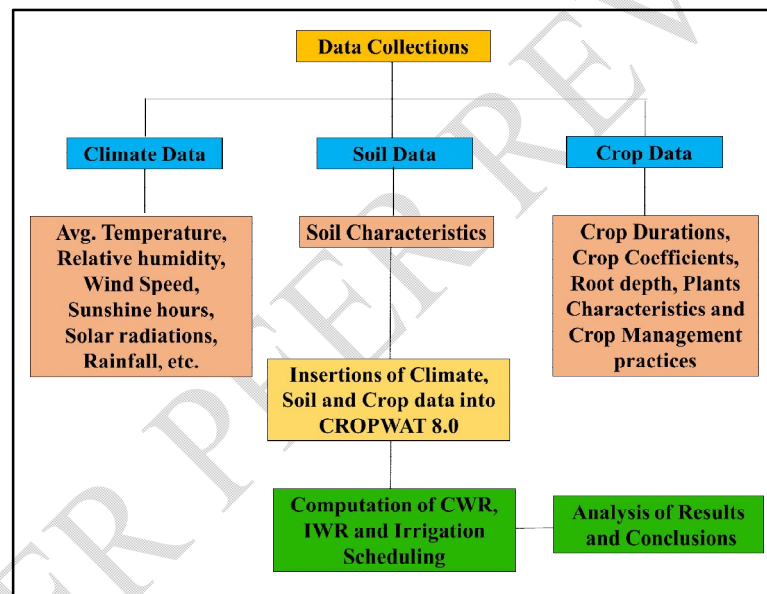 Data Collections
Climate Data
Soil Data
Crop Data
Avg. Temperature,
Relative humidity,
Wind Speed,
Sunshine hours,
Solar radiations,
Rainfall, etc.
Soil Characteristics
Crop Durations,
Crop Coefficients,
Root depth, Plants
Characteristics and
Crop Management
practices
Insertions of Climate,
Soil and Crop data into
CROPWAT 8.0
Computation of CWR,
IWR and Irrigation
Scheduling
Analysis of Results
and Conclusions